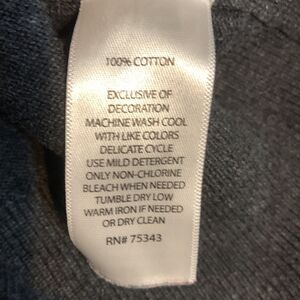 100% COTTON
EXCLUSIVE OF
DECORATION
MACHINE WASH COOL
WITH LIKE COLORS
DELICATE CYCLE
USE MILD DETERGENT
ONLY NON-CHLORINE
BLEACH WHEN NEEDED
TUMBLE DRY LOW
WARM IRON IF NEEDED
OR DRY CLEAN
RN# 75343